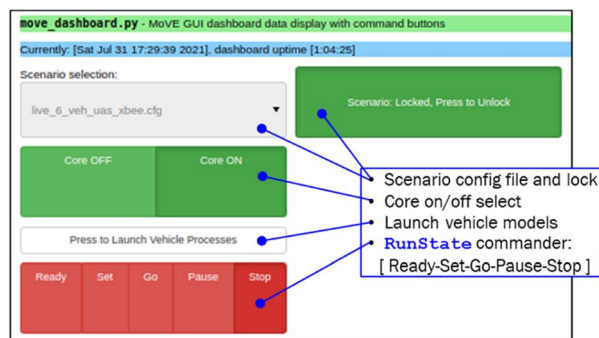 move_dashboard.py - MoVE GUI dashboard data display with command buttons
Currently: [Sat Jul 31 17:29:39 2021], dashboard uptime [1:04:25]
Scenario selection:
live_6_veh_uas_xbee.cfg
Scenario: Locked, Press to Unlock
Core OFF
Core ON
Press to Launch Vehicle Processes
Ready
Set
Go
Pause
Stop
• Scenario config file and lock
• Core on/off select
• Launch vehicle models
• RunState commander:
[ Ready-Set-Go-Pause-Stop ]